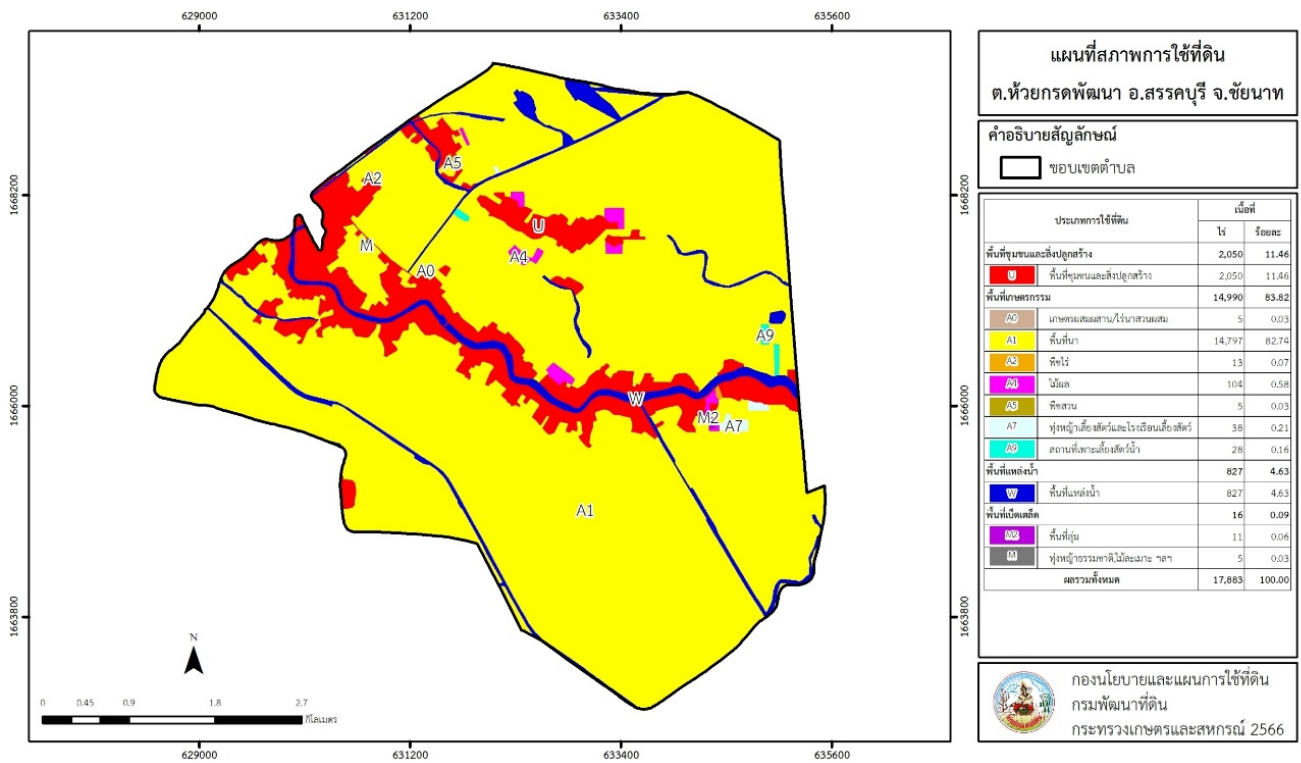 629000 631200 633400 635600
แผนที่สภาพการใช้ที่ดิน
ต.ห้วยกรดพัฒนา อ.สรรคบุรี จ.ชัยนาท
คำอธิบายสัญลักษณ์
ขอบเขตตำบล
ประเภทการใช้ที่ดิน เนื้อที่
ไร่ ร้อยละ
พื้นที่ชุมชนและสิ่งปลูกสร้าง 2,050 11.46
U พื้นที่ชุมชนและสิ่งปลูกสร้าง 2,050 11.46
พื้นที่เกษตรกรรม 14,990 83.82
A0 เกษตรผสมผสาน/ไร่นาสวนผสม 5 0.03
A1 พื้นที่นา 14,797 82.74
A2 พืชไร่ 13 0.07
A4 ไม้ผล 104 0.58
A5 พืชสวน 5 0.03
A7 ทุ่งหญ้าเลี้ยงสัตว์และโรงเรือนเลี้ยงสัตว์ 38 0.21
A9 สถานที่เพาะเลี้ยงสัตว์น้ำ 28 0.16
พื้นที่แหล่งน้ำ 827 4.63
W พื้นที่แหล่งน้ำ 827 4.63
พื้นที่เบ็ดเตล็ด 16 0.09
M2 พื้นที่ลุ่ม 11 0.06
M ทุ่งหญ้าธรรมชาติ,ไม้ละเมาะ ฯลฯ 5 0.03
ผลรวมทั้งหมด 17,883 100.00
1668200 1668200
1666000 1666000
1663800 1663800
A5
A2
U
M
A4
A0
A9
W
M2
A7
A1
N
0 0.45 0.9 1.8 2.7
กิโลเมตร
629000 631200 633400 635600
กองนโยบายและแผนการใช้ที่ดิน
กรมพัฒนาที่ดิน
กระทรวงเกษตรและสหกรณ์ 2566